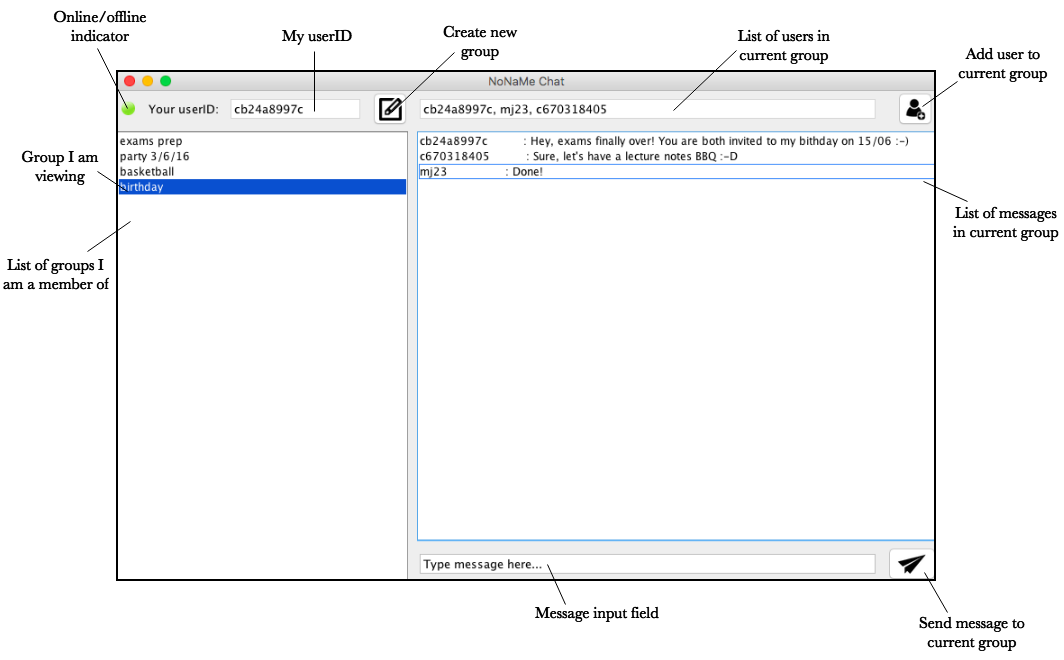 Online/offline
indicator
My userID
Create new
group
List of users in
current group
Add user to
current group
NoNaMe Chat
Your userID:
cb24a8997c
cb24a8997c, mj23, c670318405
Group I am
viewing
exams prep
party 3/6/16
basketball
birthday
cb24a8997c : Hey, exams finally over! You are both invited to my bithday on 15/06 :-)
c670318405 : Sure, let's have a lecture notes BBQ :-D
mj23 : Done!
List of messages
in current group
List of groups I
am a member of
Type message here...
Message input field
Send message to
current group